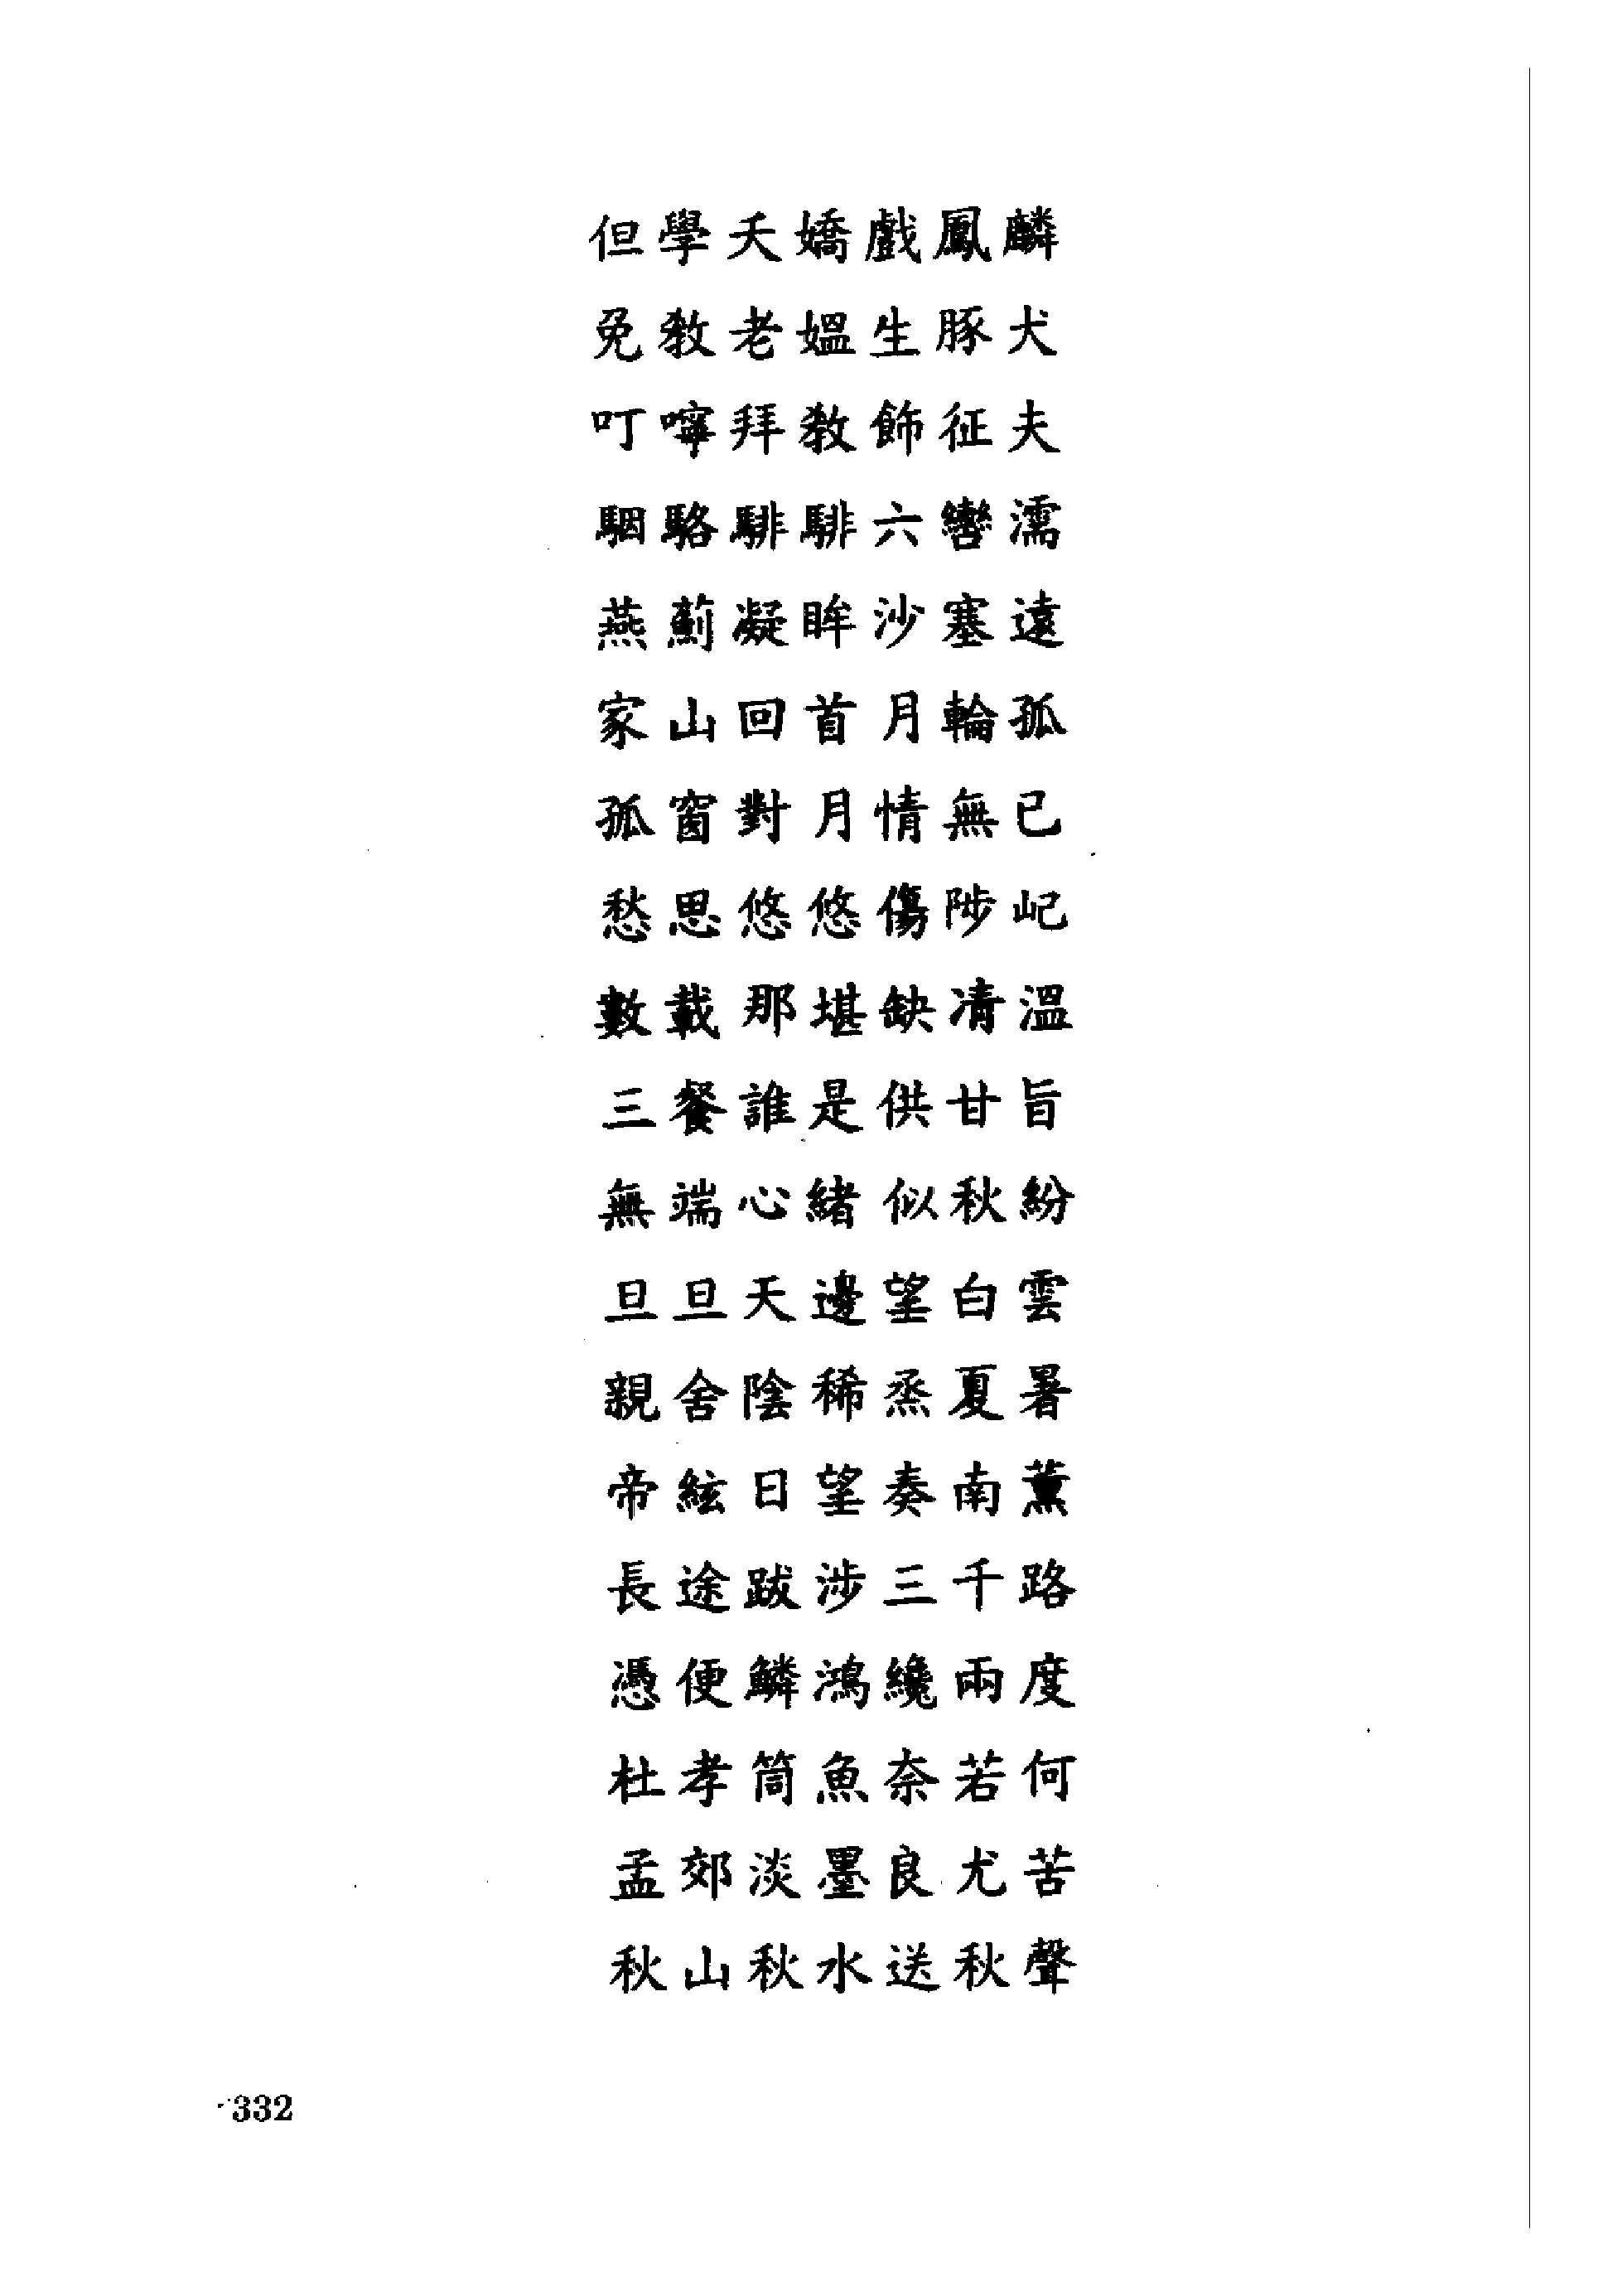 但學夭嬌戲鳳麟
免教老媼生豚犬
叮嚀拜教飾征夫
駰駱騑騑六轡濡
燕薊凝眸沙塞遠
家山回首月輪孤
孤窗對月情無已
愁思悠悠傷陟屺
數載那堪缺凊溫
三餐誰是供甘旨
無端心緒似秋紛
旦旦天邊望白雲
親舍陰稀烝夏暑
帝絃日望奏南薰
長途跋涉三千路
憑便鱗鴻纔兩度
杜孝筒魚奈若何
孟郊淡墨良尤苦
秋山秋水送秋聲
332